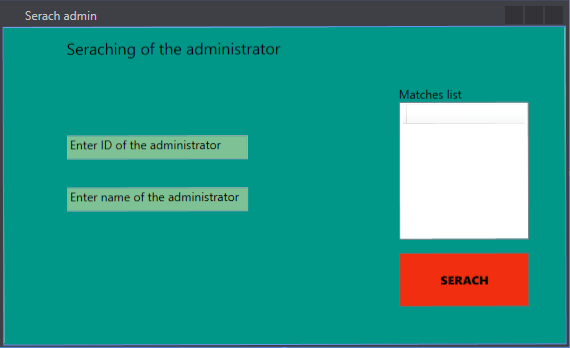 Serach admin
Seraching of the administrator
Matches list
Enter ID of the administrator
Enter name of the administrator
SERACH